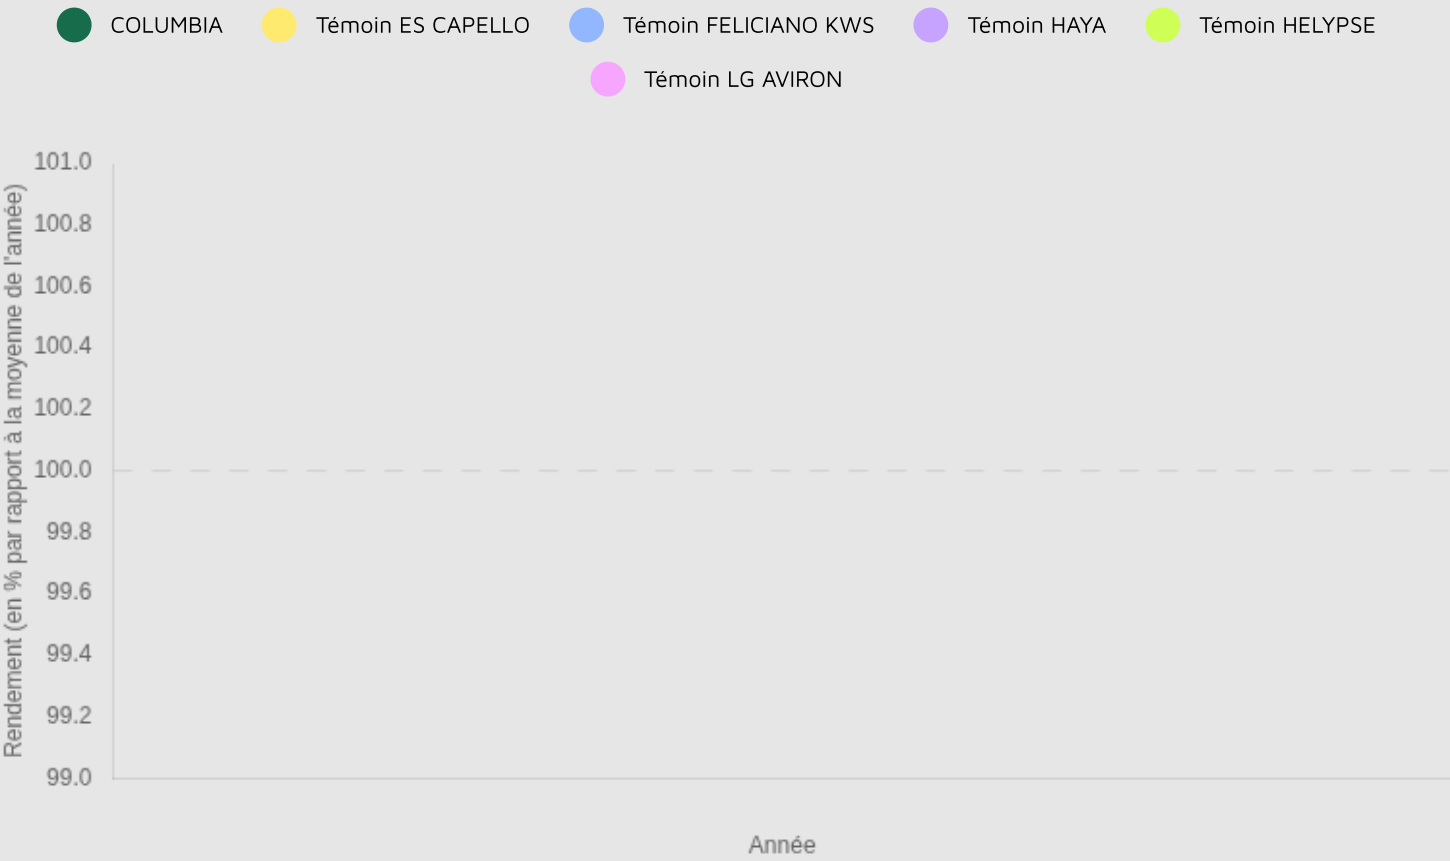 COLUMBIA Témoin ES CAPELLO Témoin FELICIANO KWS Témoin HAYA Témoin HELYPSE
Témoin LG AVIRON
Rendement (en % par rapport à la moyenne de l'année)
101.0
100.8
100.6
100.4
100.2
100.0
99.8
99.6
99.4
99.2
99.0
Année